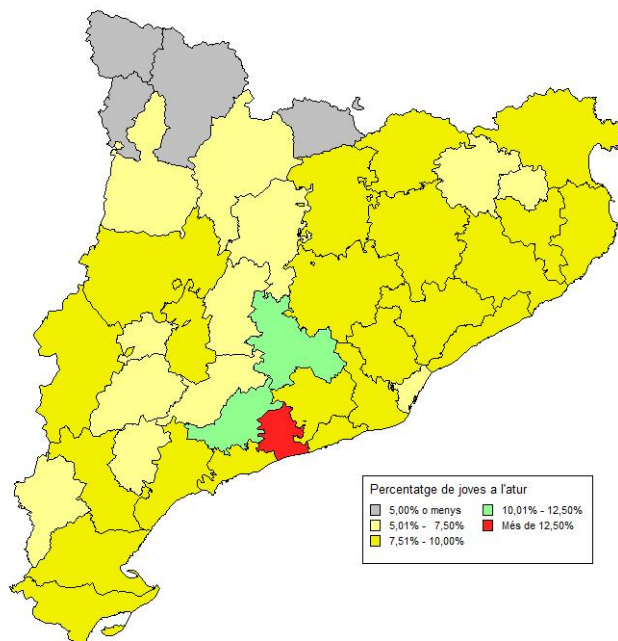 Percentatge de joves a l'atur
5,00% o menys
5,01% - 7,50%
7,51% - 10,00%
10,01% - 12,50%
Més de 12,50%